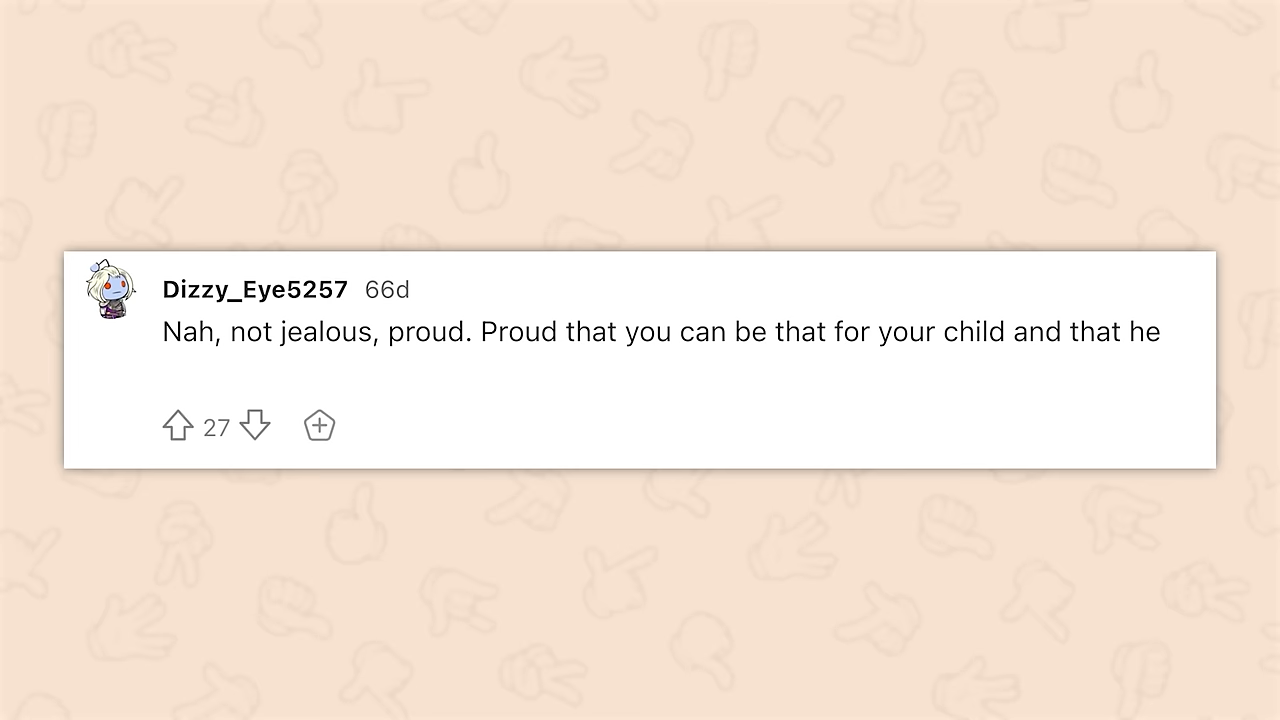 Dizzy_Eye5257 66d
Nah, not jealous, proud. Proud that you can be that for your child and that he
27